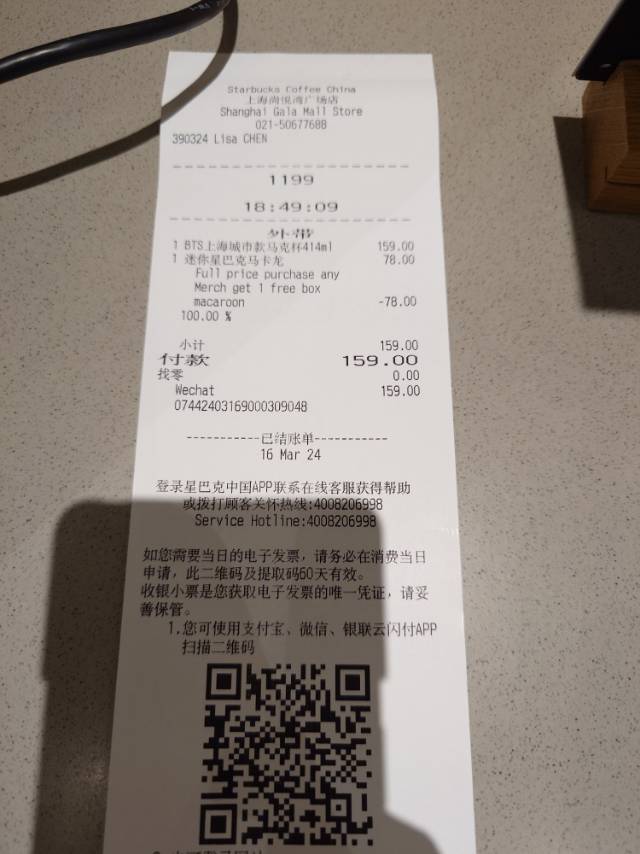 Starbucks Coffee China
上海尚悦湾广场店
Shanghai Gala Mall Store
021-50677688
390324 Lisa CHEN
1199
18:49:09
外带
1 BTS上海城市款马克杯414ml 159.00
1 迷你星巴克马卡龙 78.00
Full price purchase any
Merch get 1 free box
macaroon -78.00
100.00 %
小计 159.00
付款 159.00
找零 0.00
Wechat 159.00
07442403169000309048
-----------已结账单-----------
16 Mar 24
登录星巴克中国APP联系在线客服获得帮助
或拨打顾客关怀热线:4008206998
Service Hotline:4008206998
如您需要当日的电子发票，请务必在消费当日
申请，此二维码及提取码60天有效。
收银小票是您获取电子发票的唯一凭证，请妥
善保管。
1.您可使用支付宝、微信、银联云闪付APP
扫描二维码